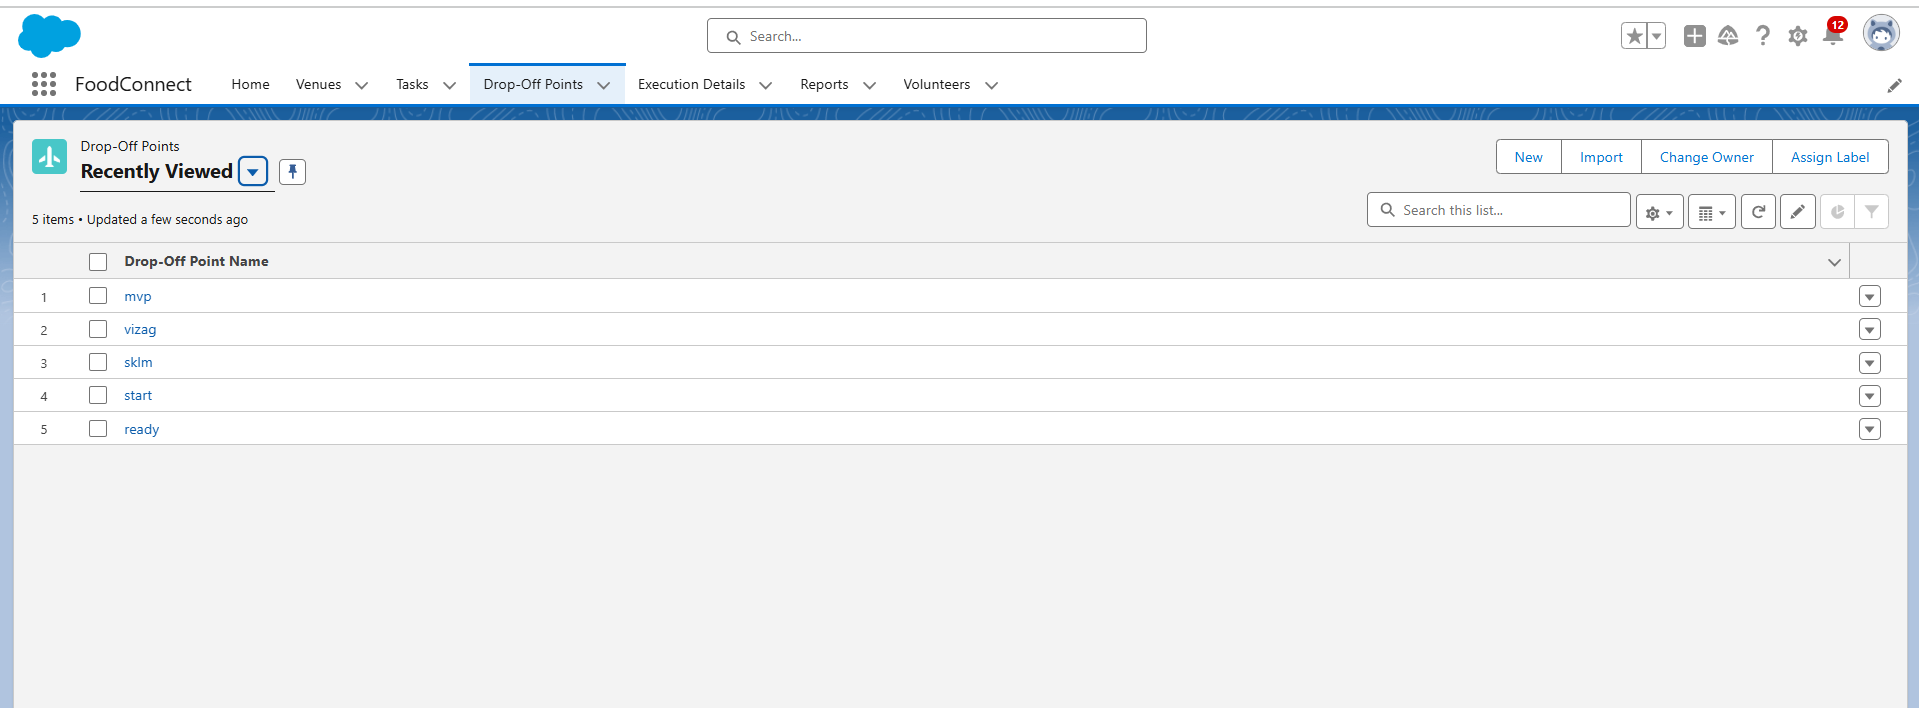 Search...
12
FoodConnect Home Venues Tasks Drop-Off Points Execution Details Reports Volunteers
Drop-Off Points
Recently Viewed
New Import Change Owner Assign Label
5 items • Updated a few seconds ago
Search this list...
Drop-Off Point Name
1 mvp
2 vizag
3 sklm
4 start
5 ready